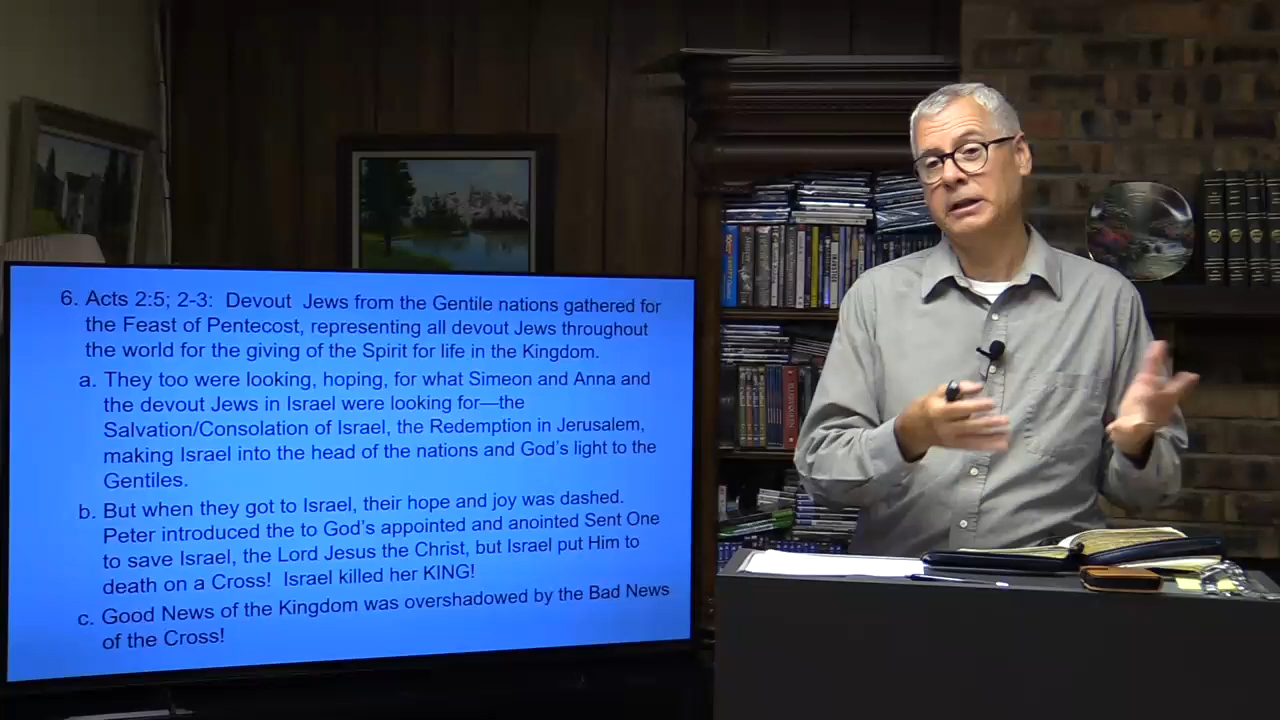 6. Acts 2:5; 2-3: Devout Jews from the Gentile nations gathered for
the Feast of Pentecost, representing all devout Jews throughout
the world for the giving of the Spirit for life in the Kingdom.
a. They too were looking, hoping, for what Simeon and Anna and
the devout Jews in Israel were looking for—the
Salvation/Consolation of Israel, the Redemption in Jerusalem,
making Israel into the head of the nations and God's light to the
Gentiles.
b. But when they got to Israel, their hope and joy was dashed.
Peter introduced the to God's appointed and anointed Sent One
to save Israel, the Lord Jesus the Christ, but Israel put Him to
death on a Cross! Israel killed her KING!
c. Good News of the Kingdom was overshadowed by the Bad News
of the Cross!